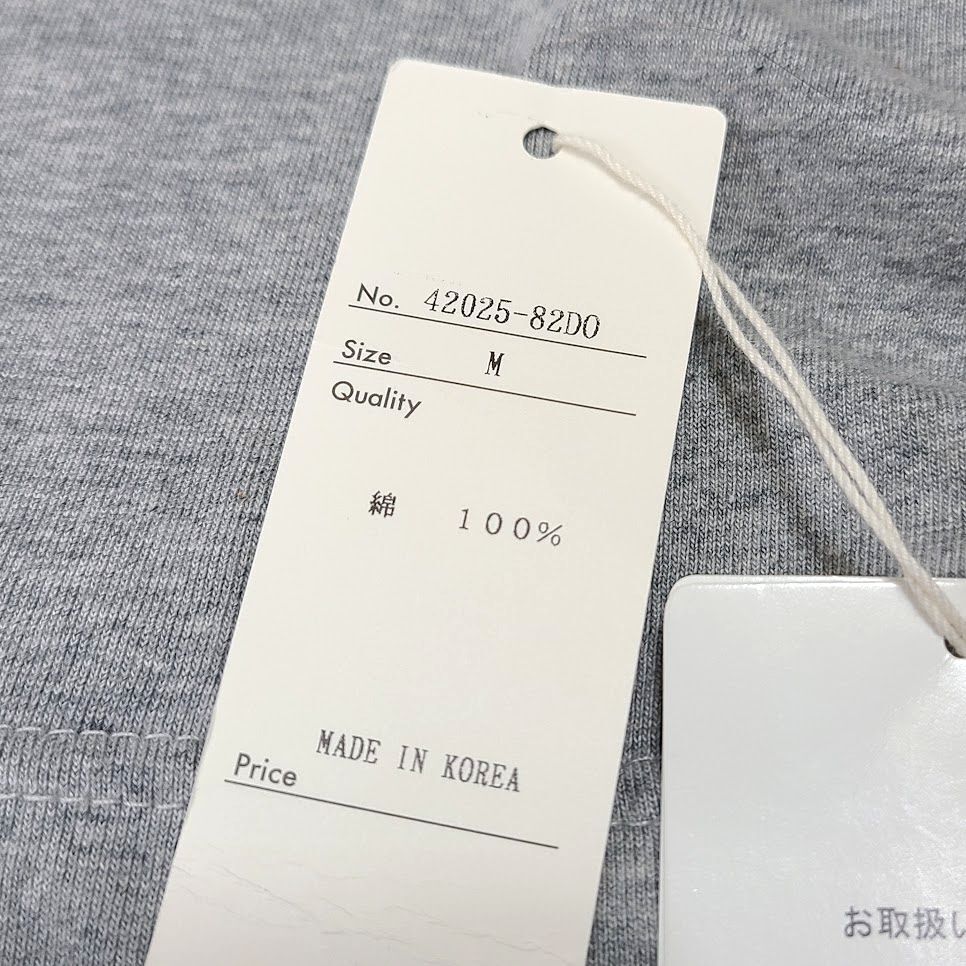 No. 42025-82D0
Size M
Quality
綿 100%
MADE IN KOREA
Price
お取扱い